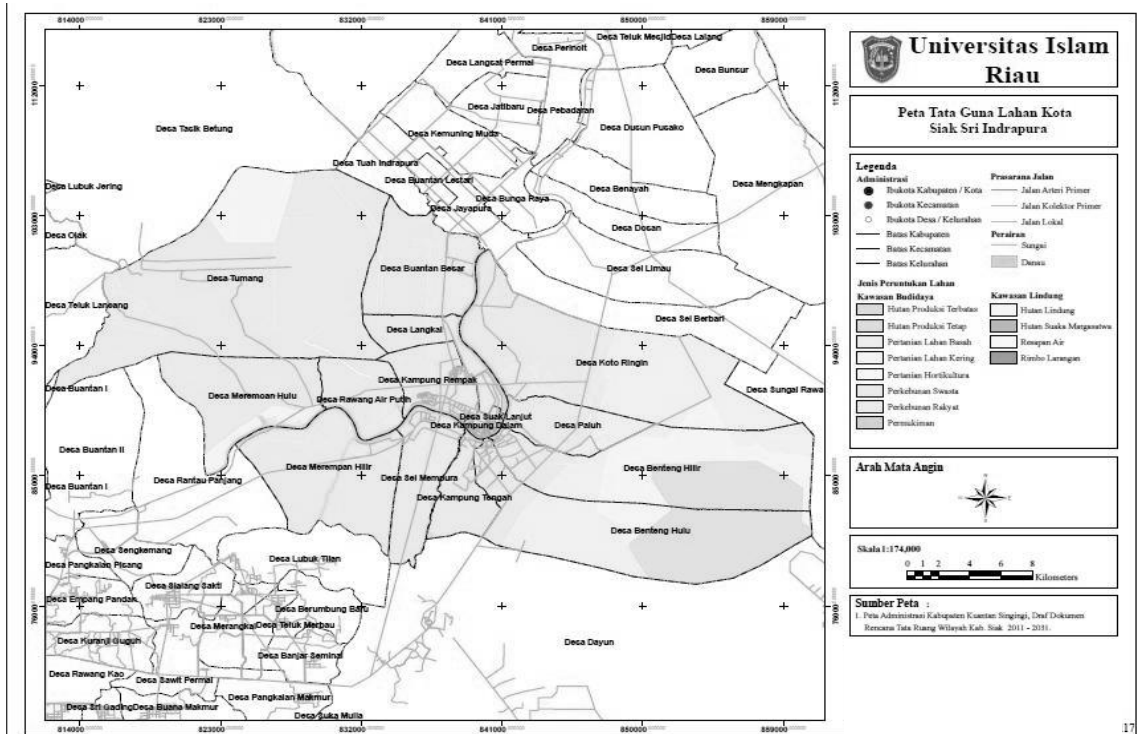 814000 823000 832000 841000 850000 859000
112000
103000
94000
85000
76000
Desa Teluk Mesjid
Desa Lalang
Desa Perincit
Desa Langsat Permai
Desa Bunsur
Desa Jatibaru
Desa Pebadaran
Desa Tasik Betung
Desa Kemuning Muda
Desa Dusun Pusako
Desa Tuah Indrapura
Desa Lubuk Jering
Desa Buantan Lestari
Desa Benayah
Desa Mengkapan
Desa Bunga Raya
Desa Jayapura
Desa Olak
Desa Dosan
Desa Tumang
Desa Buantan Besar
Desa Sei Limau
Desa Teluk Lancang
Desa Sei Berbari
Desa Langkai
Desa Koto Ringin
Desa Kampung Rempak
Desa Buantan I
Desa Sungai Rawa
Desa Rawang Air Putih
Desa Suak Lanjut
Desa Kampung Dalam
Desa Paluh
Desa Buantan II
Desa Merempan Hilir
Desa Benteng Hilir
Desa Rantau Panjang
Desa Sei Mempura
Desa Buantan I
Desa Kampung Tengah
Desa Benteng Hulu
Desa Sengkemang
Desa Lubuk Tilan
Desa Pangkalan Pisang
Desa Sialang Sakti
Desa Empang Pandan
Desa Berumbung Baru
Desa Merangkai
Desa Teluk Merbau
Desa Kuranji Guguh
Desa Dayun
Desa Banjar Seminai
Desa Rawang Kao
Desa Sawit Permai
Desa Pangkalan Makmur
Desa Sri Gading
Desa Buana Makmur
Desa Suka Mulia
814000 823000 832000 841000 850000 859000
Universitas Islam
Riau
Peta Tata Guna Lahan Kota
Siak Sri Indrapura
Legenda
Administrasi
Ibukota Kabupaten / Kota
Ibukota Kecamatan
Ibukota Desa / Kelurahan
Batas Kabupaten
Batas Kecamatan
Batas Kelurahan
Prasarana Jalan
Jalan Arteri Primer
Jalan Kolektor Primer
Jalan Lokal
Perairan
Sungai
Danau
Jenis Peruntukan Lahan
Kawasan Budidaya
Hutan Produksi Terbatas
Hutan Produksi Tetap
Pertanian Lahan Basah
Pertanian Lahan Kering
Pertanian Hortikultura
Perkebunan Swasta
Perkebunan Rakyat
Permukiman
Kawasan Lindung
Hutan Lindung
Hutan Suaka Margasatwa
Resapan Air
Rimbo Larangan
Arah Mata Angin
Skala 1:174,000
0 1 2 4 6 8
Kilometers
Sumber Peta :
1. Peta Administrasi Kabupaten Kuantan Singingi, Draf Dokumen
Rencana Tata Ruang Wilayah Kab. Siak 2011 - 2031.
17